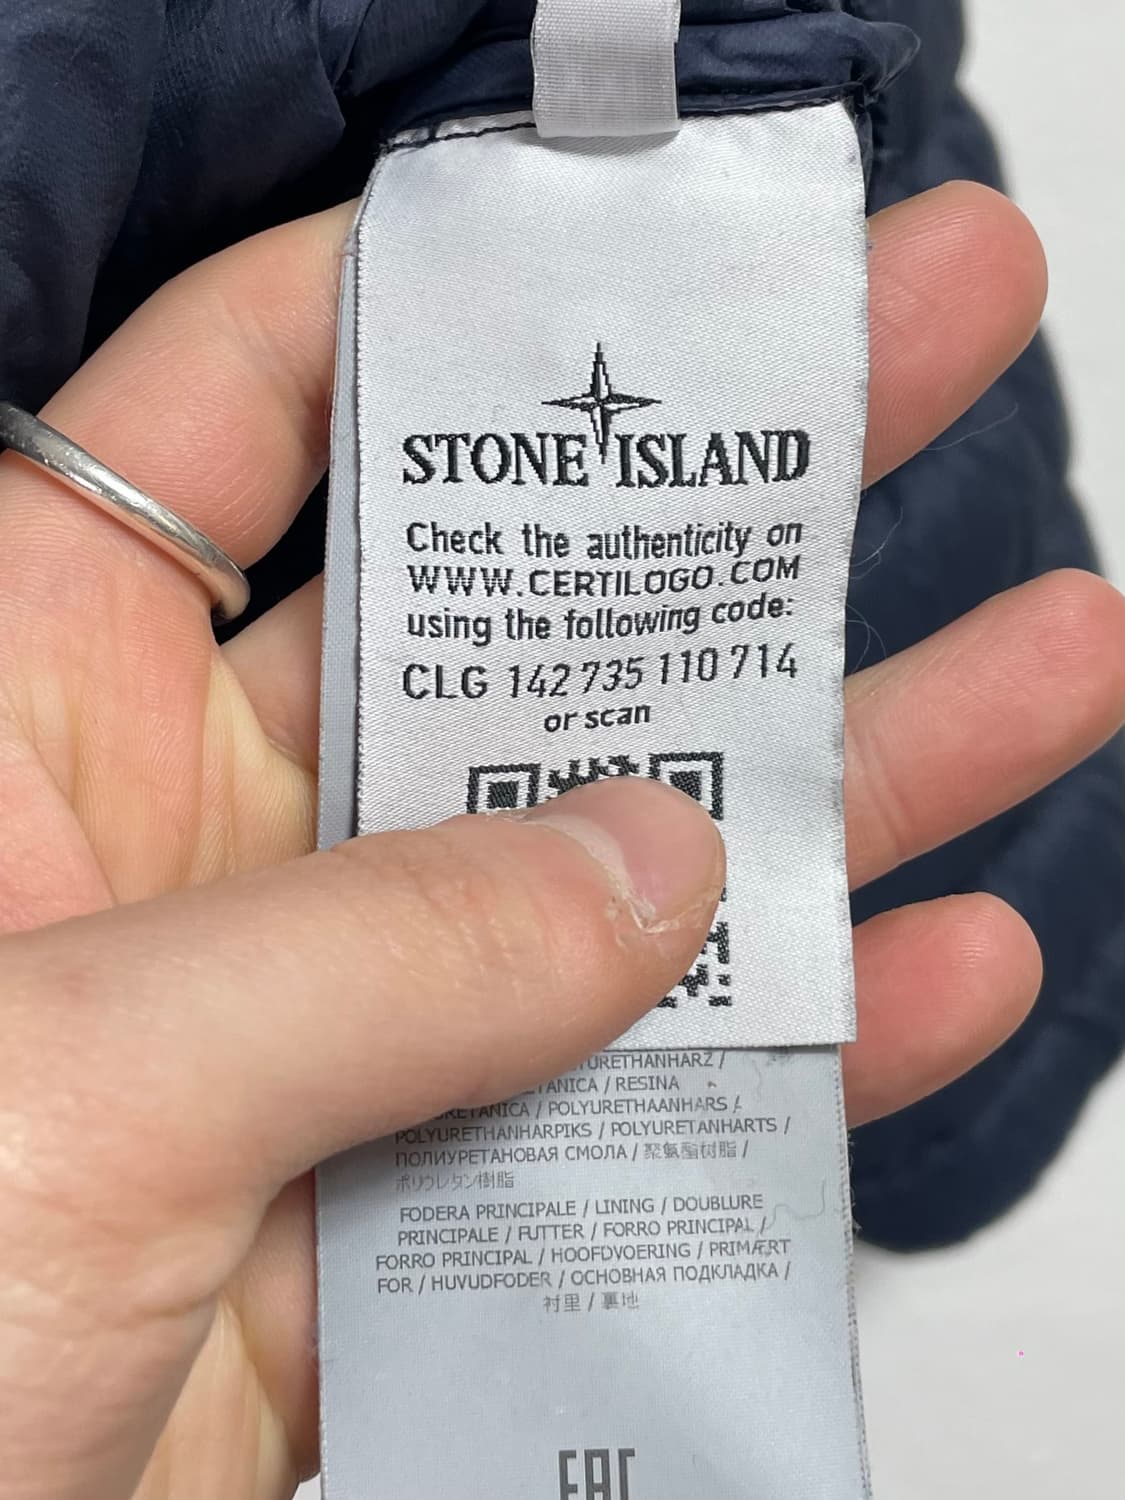 STONE ISLAND
Check the authenticity on
WWW.CERTILOGO.COM
using the following code:
CLG 142 735 110 714
or scan
/ RESINA
/ POLYURETHAANHARS /
POLYURETHANHARPIKS / POLYURETANHARTS /
ПОЛИУРЕТАНОВАЯ СМОЛА / 聚氨酯树脂 /
ポリウレタン樹脂
FODERA PRINCIPALE / LINING / DOUBLURE
PRINCIPALE / FUTTER / FORRO PRINCIPAL /
FORRO PRINCIPAL / HOOFDVOERING / PRIMÆRT
FOR / HUVUDFODER / ОСНОВНАЯ ПОДКЛАДКА /
衬里 / 裏地